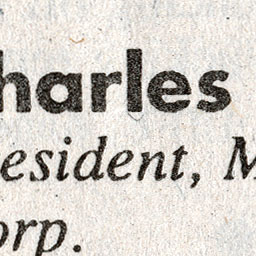 harles
esident, M
orp.